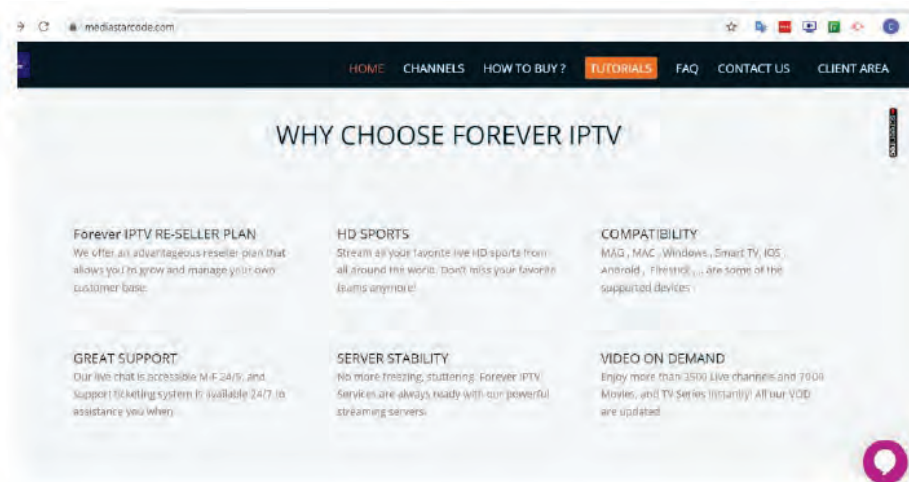 mediastarcode.com
HOME CHANNELS HOW TO BUY ? TUTORIALS FAQ CONTACT US CLIENT AREA
WHY CHOOSE FOREVER IPTV
Forever IPTV RE-SELLER PLAN
We offer an advantageous reseller plan that
allows you to grow and manage your own
customer base.
HD SPORTS
Stream all your favorite live HD sports from
all around the world. Don't miss your favorite
teams anymore!
COMPATIBILITY
MAG , MAC , Windows , Smart TV, IOS ,
Android , Firestick , ... are some of the
supported devices
GREAT SUPPORT
Our live chat is accessible M-F 24/5, and
support ticketing system is available 24/7 to
assistance you when
SERVER STABILITY
No more freezing, stuttering. Forever IPTV
Services are always ready with our powerful
streaming servers.
VIDEO ON DEMAND
Enjoy more than 3500 Live channels and 7000
Movies, and TV Series instantly! All our VOD
are updated